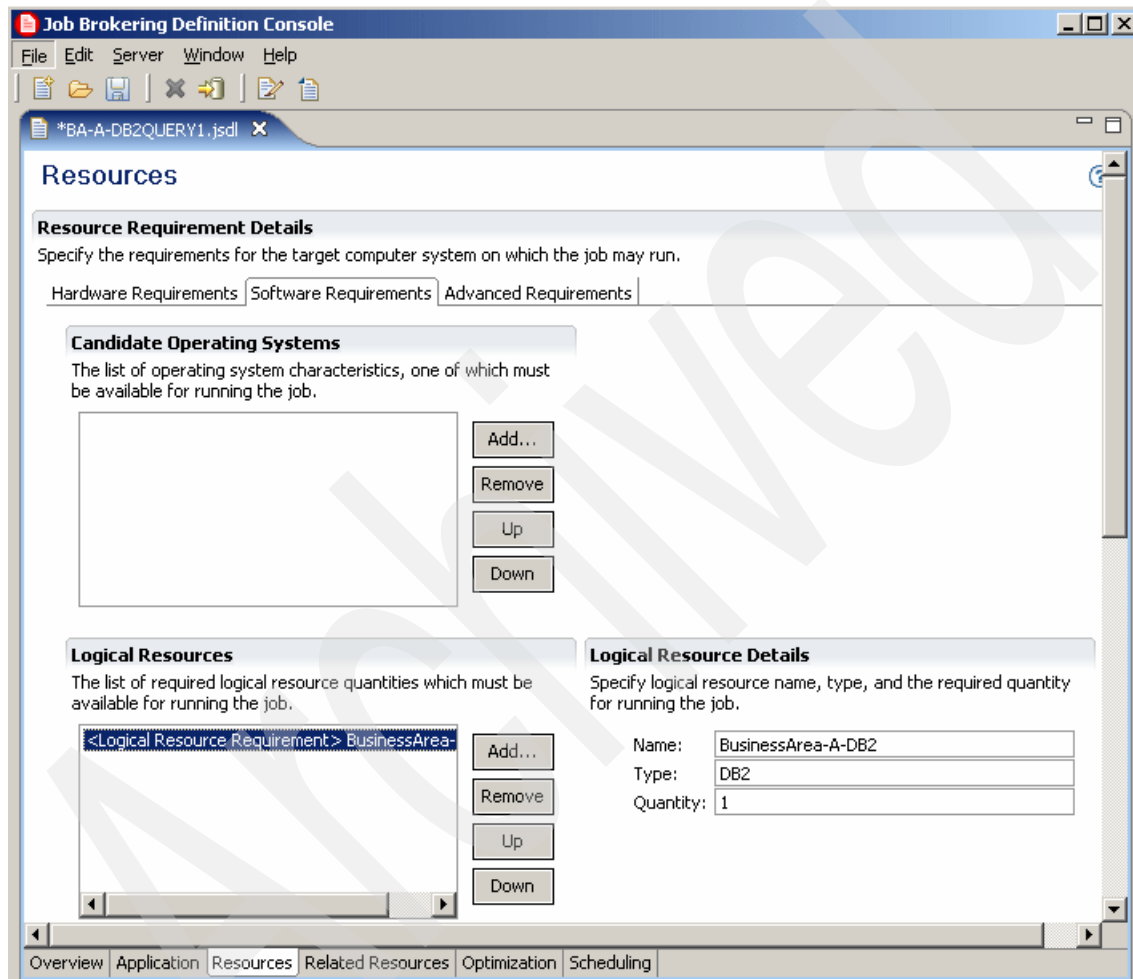 Job Brokering Definition Console
File Edit Server Window Help
*BA-A-DB2QUERY1.jsdl
Resources
Resource Requirement Details
Specify the requirements for the target computer system on which the job may run.
Hardware Requirements Software Requirements Advanced Requirements
Candidate Operating Systems
The list of operating system characteristics, one of which must
be available for running the job.
Add...
Remove
Up
Down
Logical Resources
The list of required logical resource quantities which must be
available for running the job.
<Logical Resource Requirement> BusinessArea-
Add...
Remove
Up
Down
Logical Resource Details
Specify logical resource name, type, and the required quantity
for running the job.
Name: BusinessArea-A-DB2
Type: DB2
Quantity: 1
Overview Application Resources Related Resources Optimization Scheduling
Archived